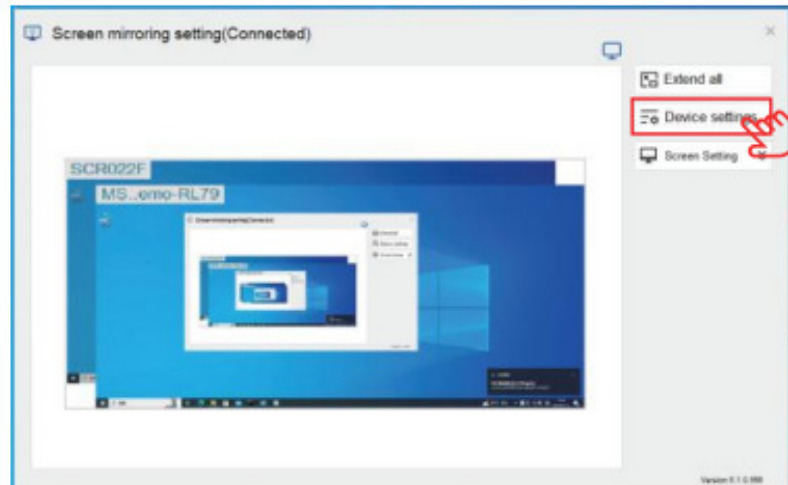 Screen mirroring setting(Connected)
Extend all
Device settings
Screen Setting
SCR022F
MS..emo-RL79